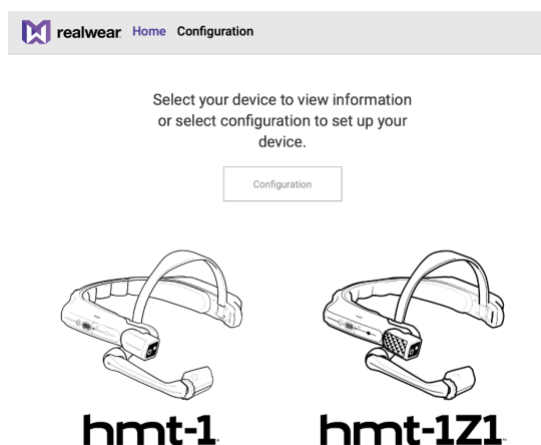 realwear Home Configuration
Select your device to view information
or select configuration to set up your
device.
Configuration
hmt-1 hmt-1Z1